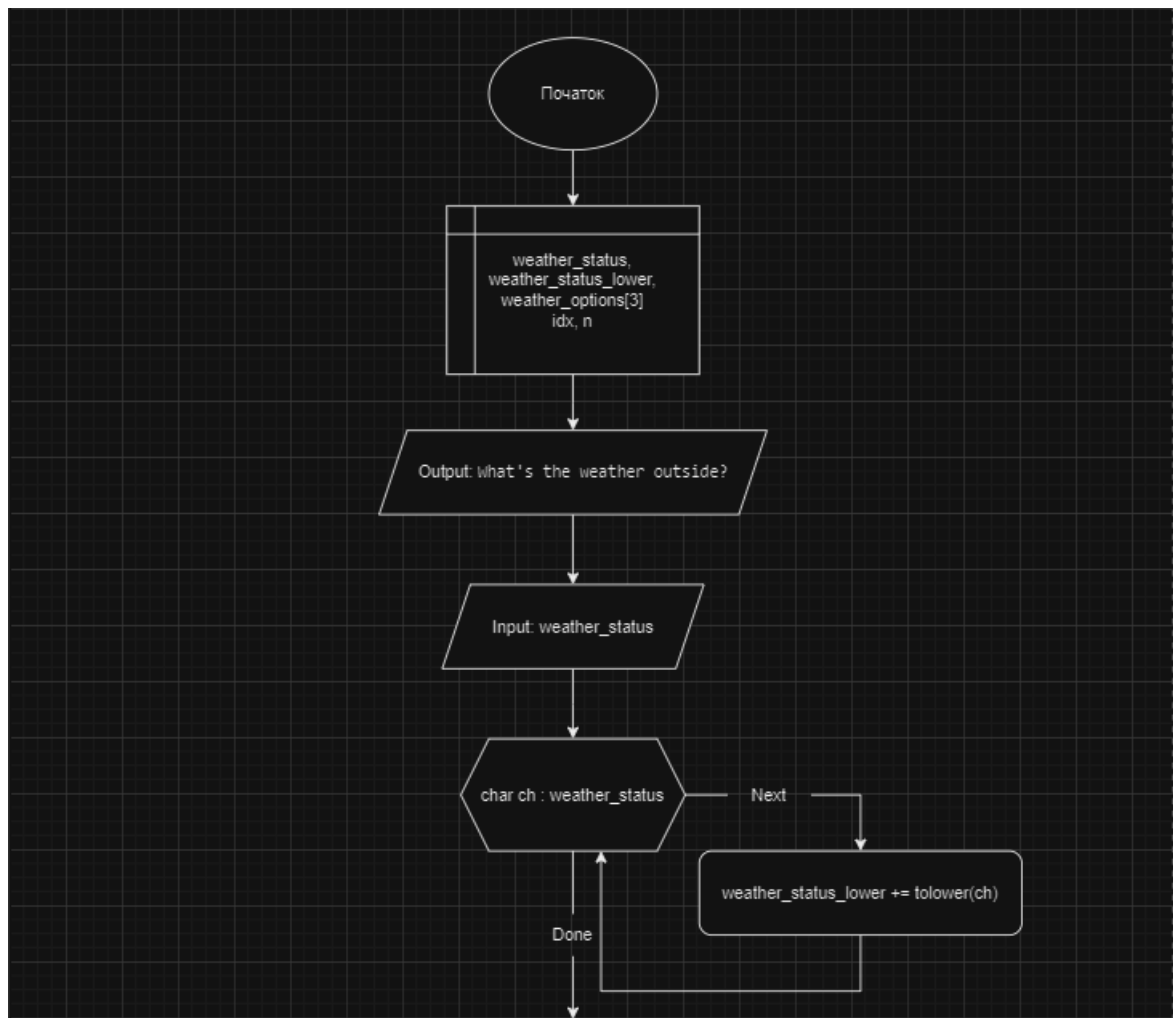 Початок
weather_status,
weather_status_lower,
weather_options[3]
idx, n
Output: What's the weather outside?
Input: weather_status
char ch : weather_status
Next
weather_status_lower += tolower(ch)
Done